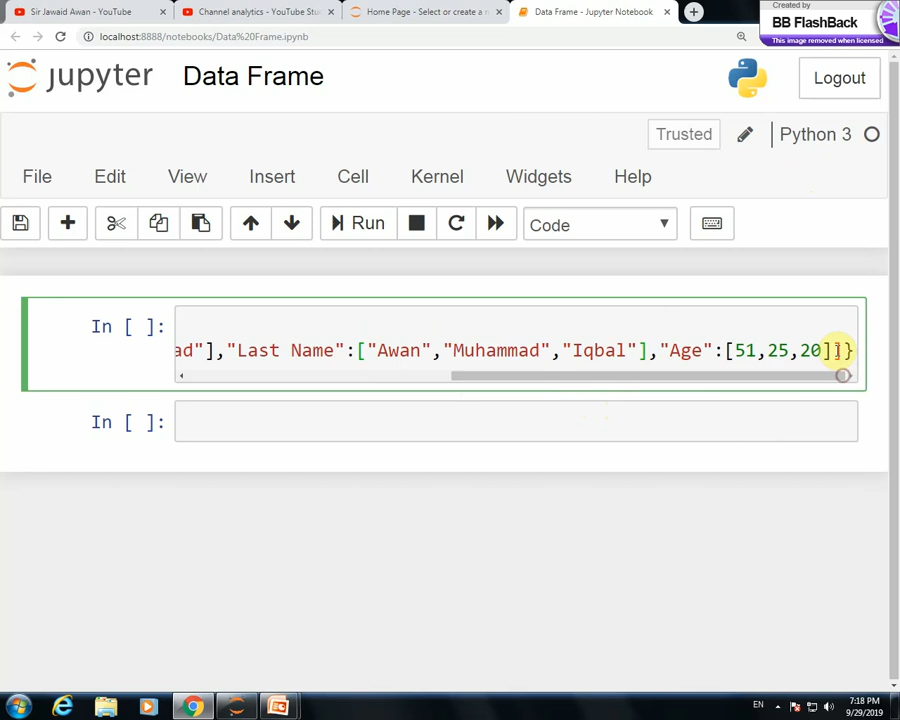 Sir Jawaid Awan - YouTube
Channel analytics - YouTube Stu
Home Page - Select or create a n
Data Frame - Jupyter Notebook
Created by
BB FlashBack
This image removed when licensed
localhost:8888/notebooks/Data%20Frame.ipynb
jupyter Data Frame
Logout
Trusted
Python 3
File Edit View Insert Cell Kernel Widgets Help
Run
Code
In [ ]:
ad"],"Last Name":["Awan","Muhammad","Iqbal"],"Age":[51,25,20]]}
In [ ]:
EN
7:18 PM
9/29/2019